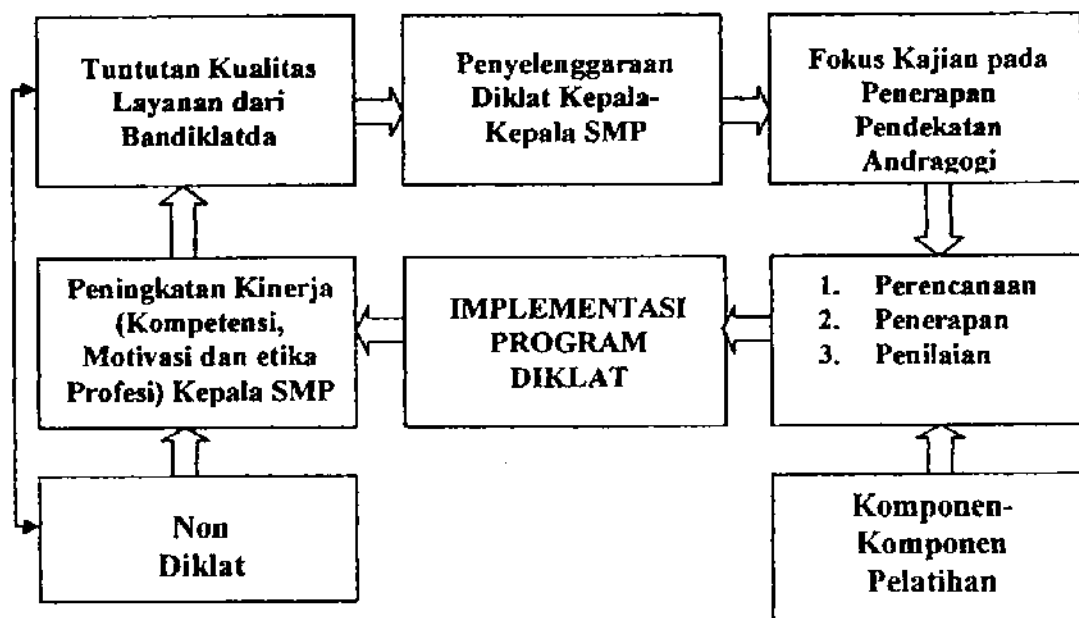 Tuntutan Kualitas
Layanan dari
Bandiklatda
Penyelenggaraan
Diklat Kepala-
Kepala SMP
Fokus Kajian pada
Penerapan
Pendekatan
Andragogi
Peningkatan Kinerja
(Kompetensi,
Motivasi dan etika
Profesi) Kepala SMP
IMPLEMENTASI
PROGRAM
DIKLAT
1. Perencanaan
2. Penerapan
3. Penilaian
Non
Diklat
Komponen-
Komponen
Pelatihan